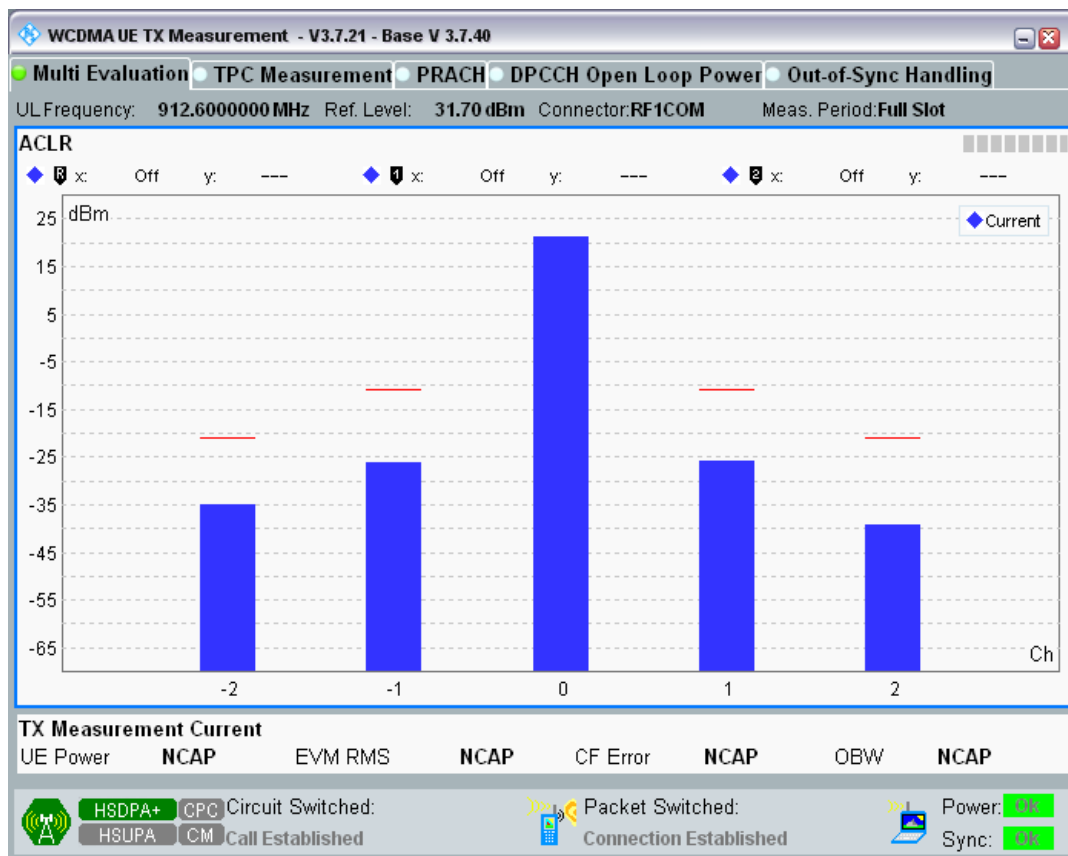 WCDMA UE TX Measurement - V3.7.21 - Base V 3.7.40
Multi Evaluation TPC Measurement PRACH DPCCH Open Loop Power Out-of-Sync Handling
UL Frequency: 912.6000000 MHz Ref. Level: 31.70 dBm Connector:RF1COM Meas. Period:Full Slot
ACLR
R x: Off y: --- 1 x: Off y: --- 2 x: Off y: ---
dBm
Current
25
15
5
-5
-15
-25
-35
-45
-55
-65
Ch
-2 -1 0 1 2
TX Measurement Current
UE Power NCAP EVM RMS NCAP CF Error NCAP OBW NCAP
HSDPA+ CPC Circuit Switched: Packet Switched: Power: OK
HSUPA CM Call Established Connection Established Sync: OK